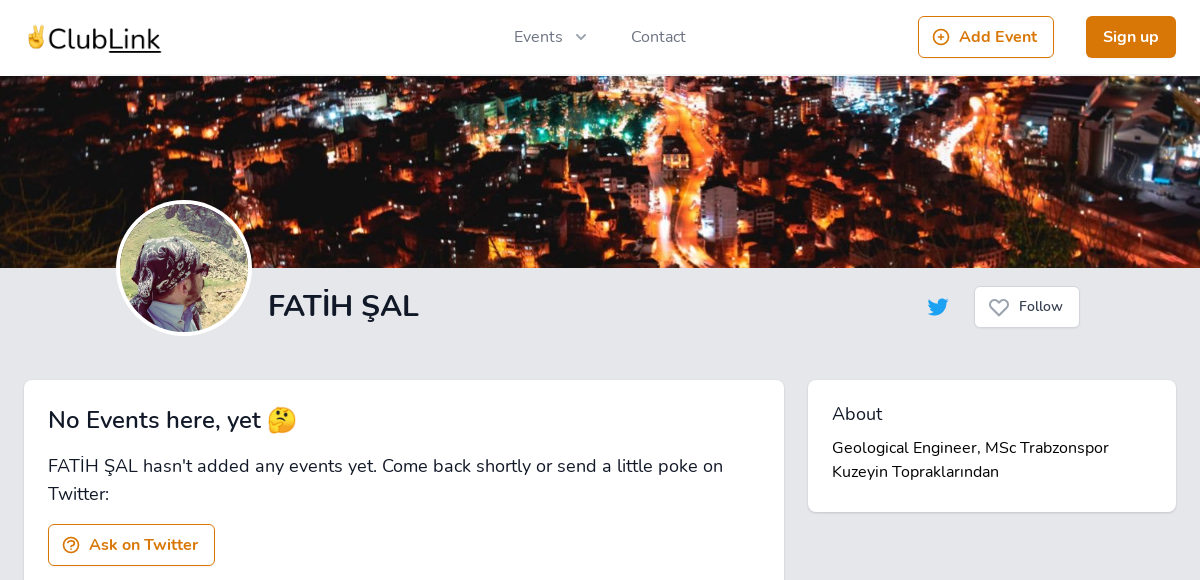 ✌️ClubLink
Events
Contact
Add Event
Sign up
FATİH ŞAL
Follow
No Events here, yet 🤔
FATİH ŞAL hasn't added any events yet. Come back shortly or send a little poke on
Twitter:
Ask on Twitter
About
Geological Engineer, MSc Trabzonspor
Kuzeyin Topraklarından